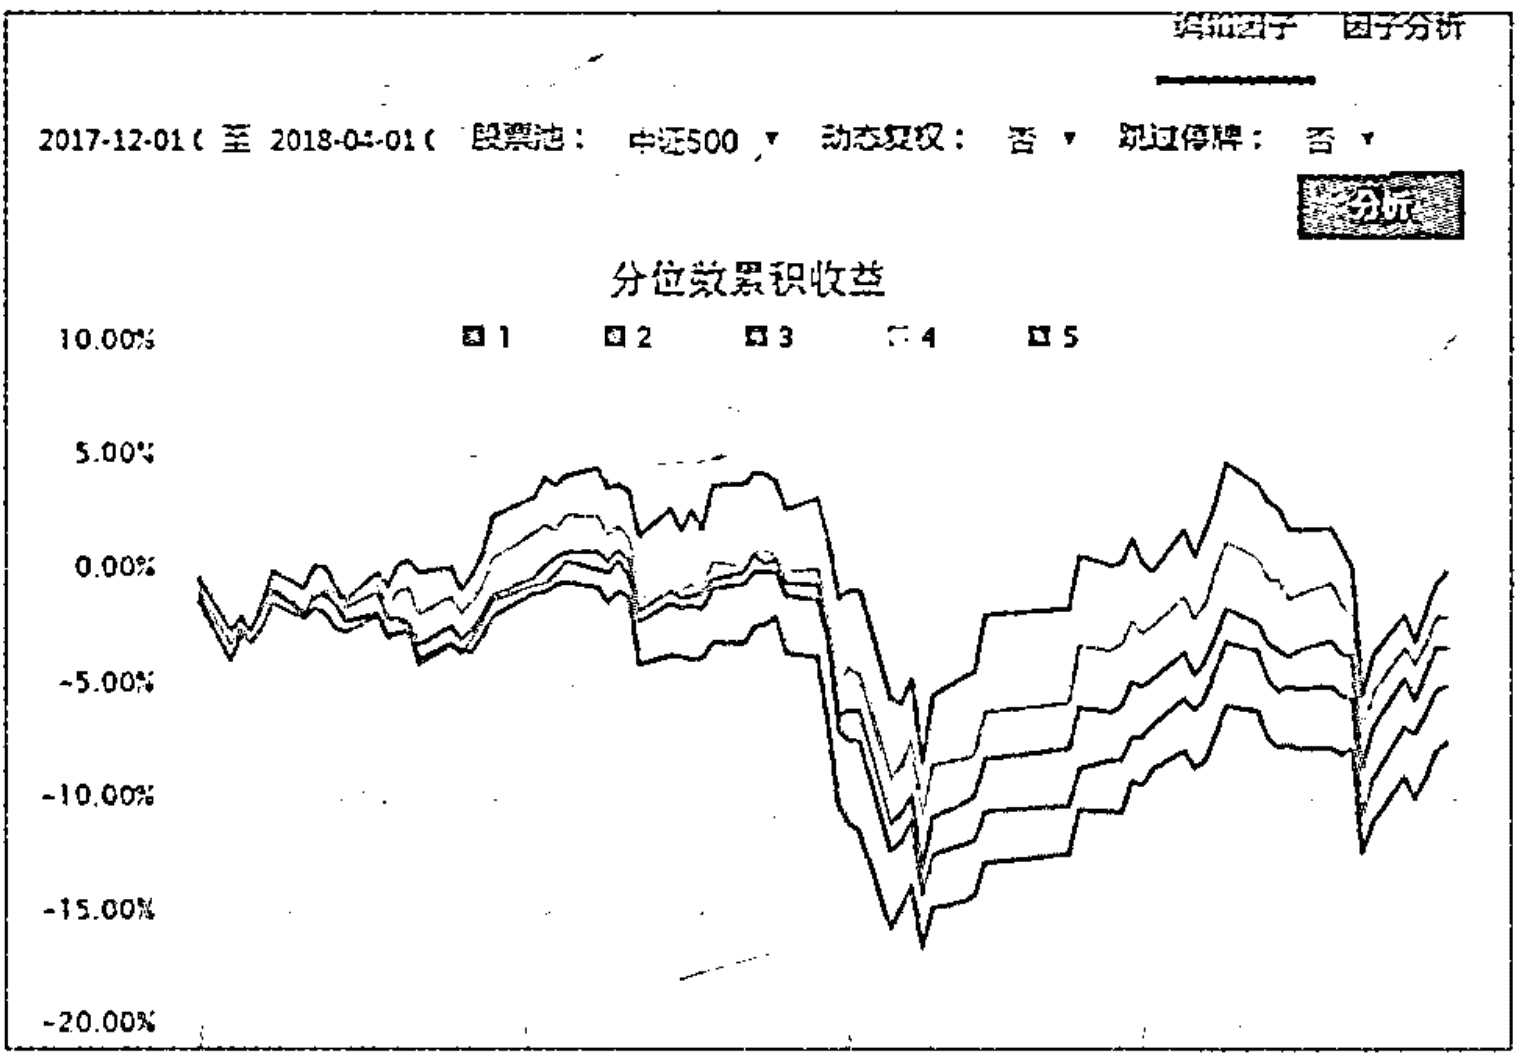 编辑因子 因子分析
2017-12-01 ( 至 2018-04-01 ( 股票池： 中证500 ▼ 动态复权： 否 ▼ 跳过停牌： 否 ▼
分析
分位数累积收益
1 2 3 4 5
10.00%
5.00%
0.00%
-5.00%
-10.00%
-15.00%
-20.00%